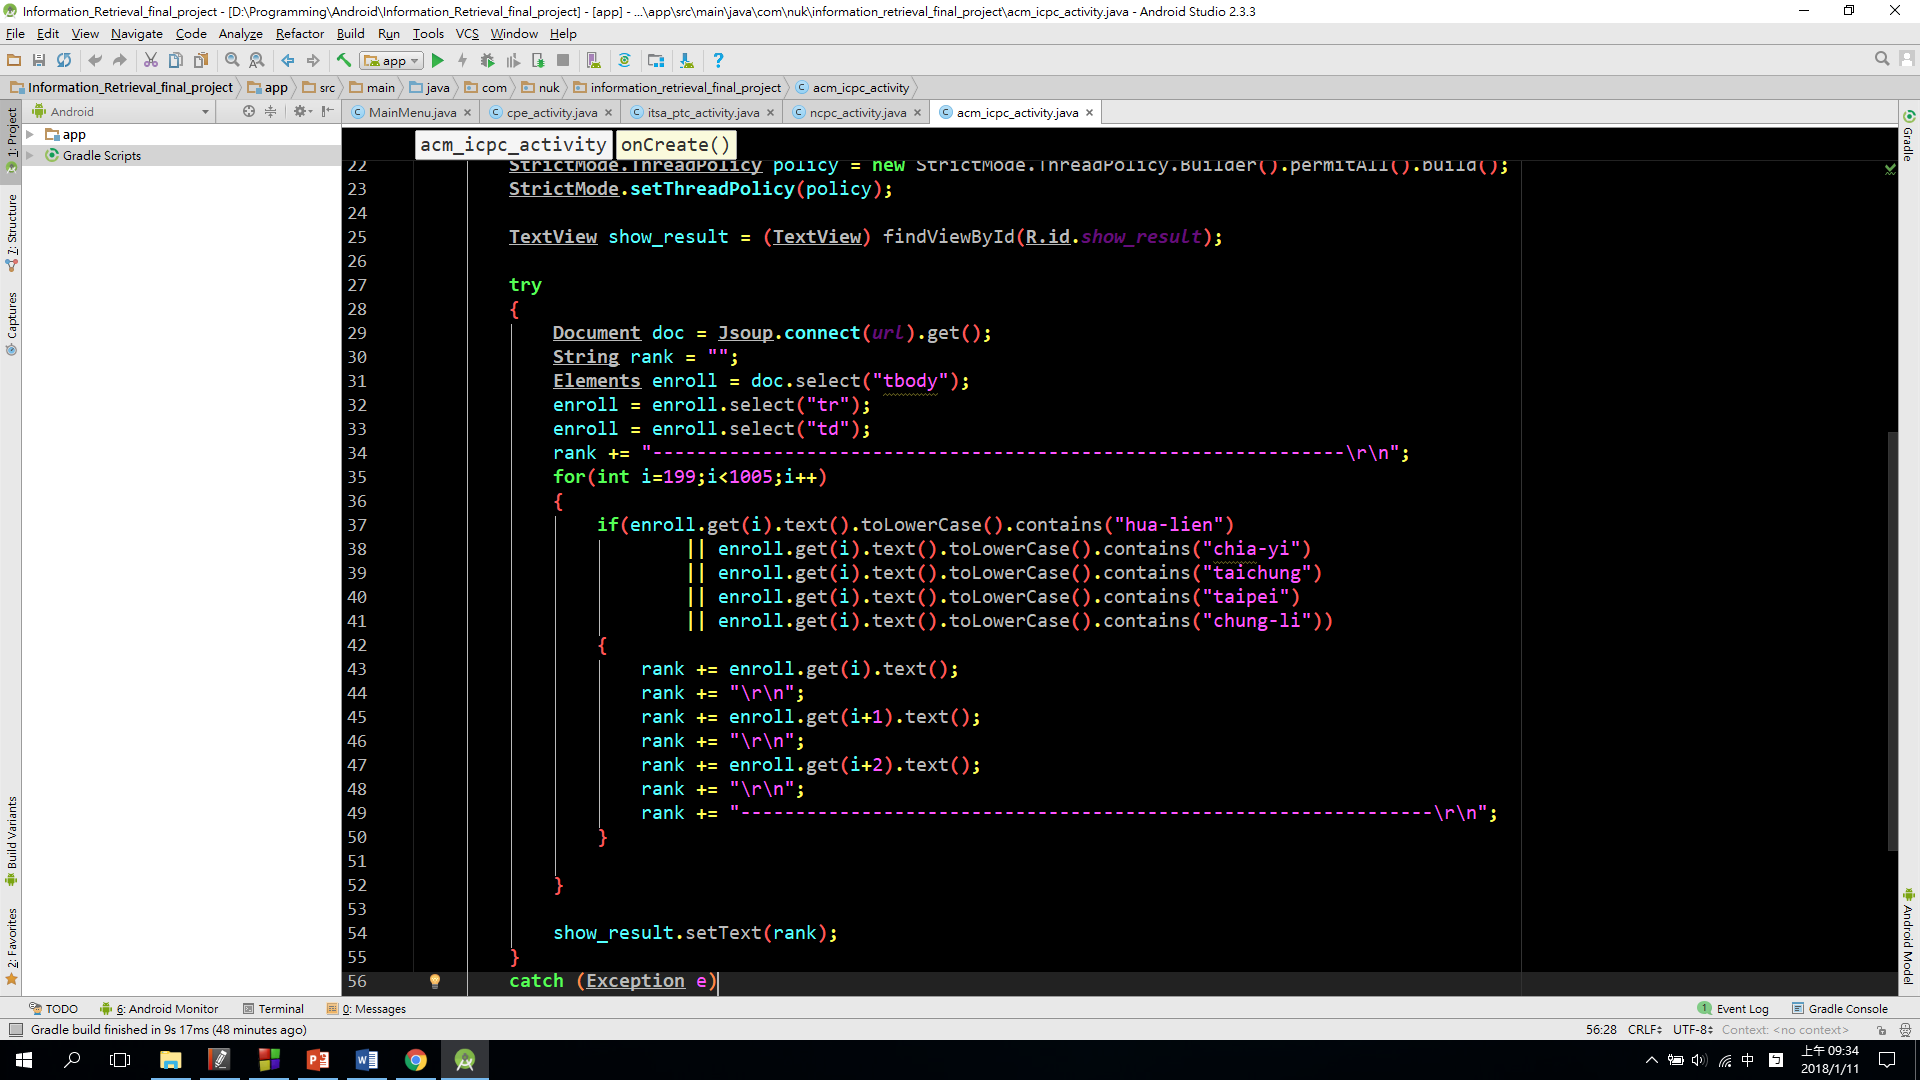 Information_Retrieval_final_project - [D:\Programming\Android\Information_Retrieval_final_project] - [app] - ...\app\src\main\java\com\nuk\information_retrieval_final_project\acm_icpc_activity.java - Android Studio 2.3.3
File Edit View Navigate Code Analyze Refactor Build Run Tools VCS Window Help
app
Information_Retrieval_final_project app src main java com nuk information_retrieval_final_project acm_icpc_activity
Android
MainMenu.java cpe_activity.java itsa_ptc_activity.java ncpc_activity.java acm_icpc_activity.java
1: Project
7: Structure
Captures
Build Variants
2: Favorites
app
Gradle Scripts
acm_icpc_activity onCreate()
22 StrictMode.ThreadPolicy policy = new StrictMode.ThreadPolicy.Builder().permitAll().build();
23 StrictMode.setThreadPolicy(policy);
24
25 TextView show_result = (TextView) findViewById(R.id.show_result);
26
27 try
28 {
29 Document doc = Jsoup.connect(url).get();
30 String rank = "";
31 Elements enroll = doc.select("tbody");
32 enroll = enroll.select("tr");
33 enroll = enroll.select("td");
34 rank += "---------------------------------------------------------------\r\n";
35 for(int i=199;i<1005;i++)
36 {
37 if(enroll.get(i).text().toLowerCase().contains("hua-lien")
38 || enroll.get(i).text().toLowerCase().contains("chia-yi")
39 || enroll.get(i).text().toLowerCase().contains("taichung")
40 || enroll.get(i).text().toLowerCase().contains("taipei")
41 || enroll.get(i).text().toLowerCase().contains("chung-li"))
42 {
43 rank += enroll.get(i).text();
44 rank += "\r\n";
45 rank += enroll.get(i+1).text();
46 rank += "\r\n";
47 rank += enroll.get(i+2).text();
48 rank += "\r\n";
49 rank += "---------------------------------------------------------------\r\n";
50 }
51
52 }
53
54 show_result.setText(rank);
55 }
56 catch (Exception e)
Gradle
Android Model
TODO 6: Android Monitor Terminal 0: Messages 1 Event Log Gradle Console
Gradle build finished in 9s 17ms (48 minutes ago) 56:28 CRLF UTF-8 Context: <no context>
中 上午 09:34
2018/1/11